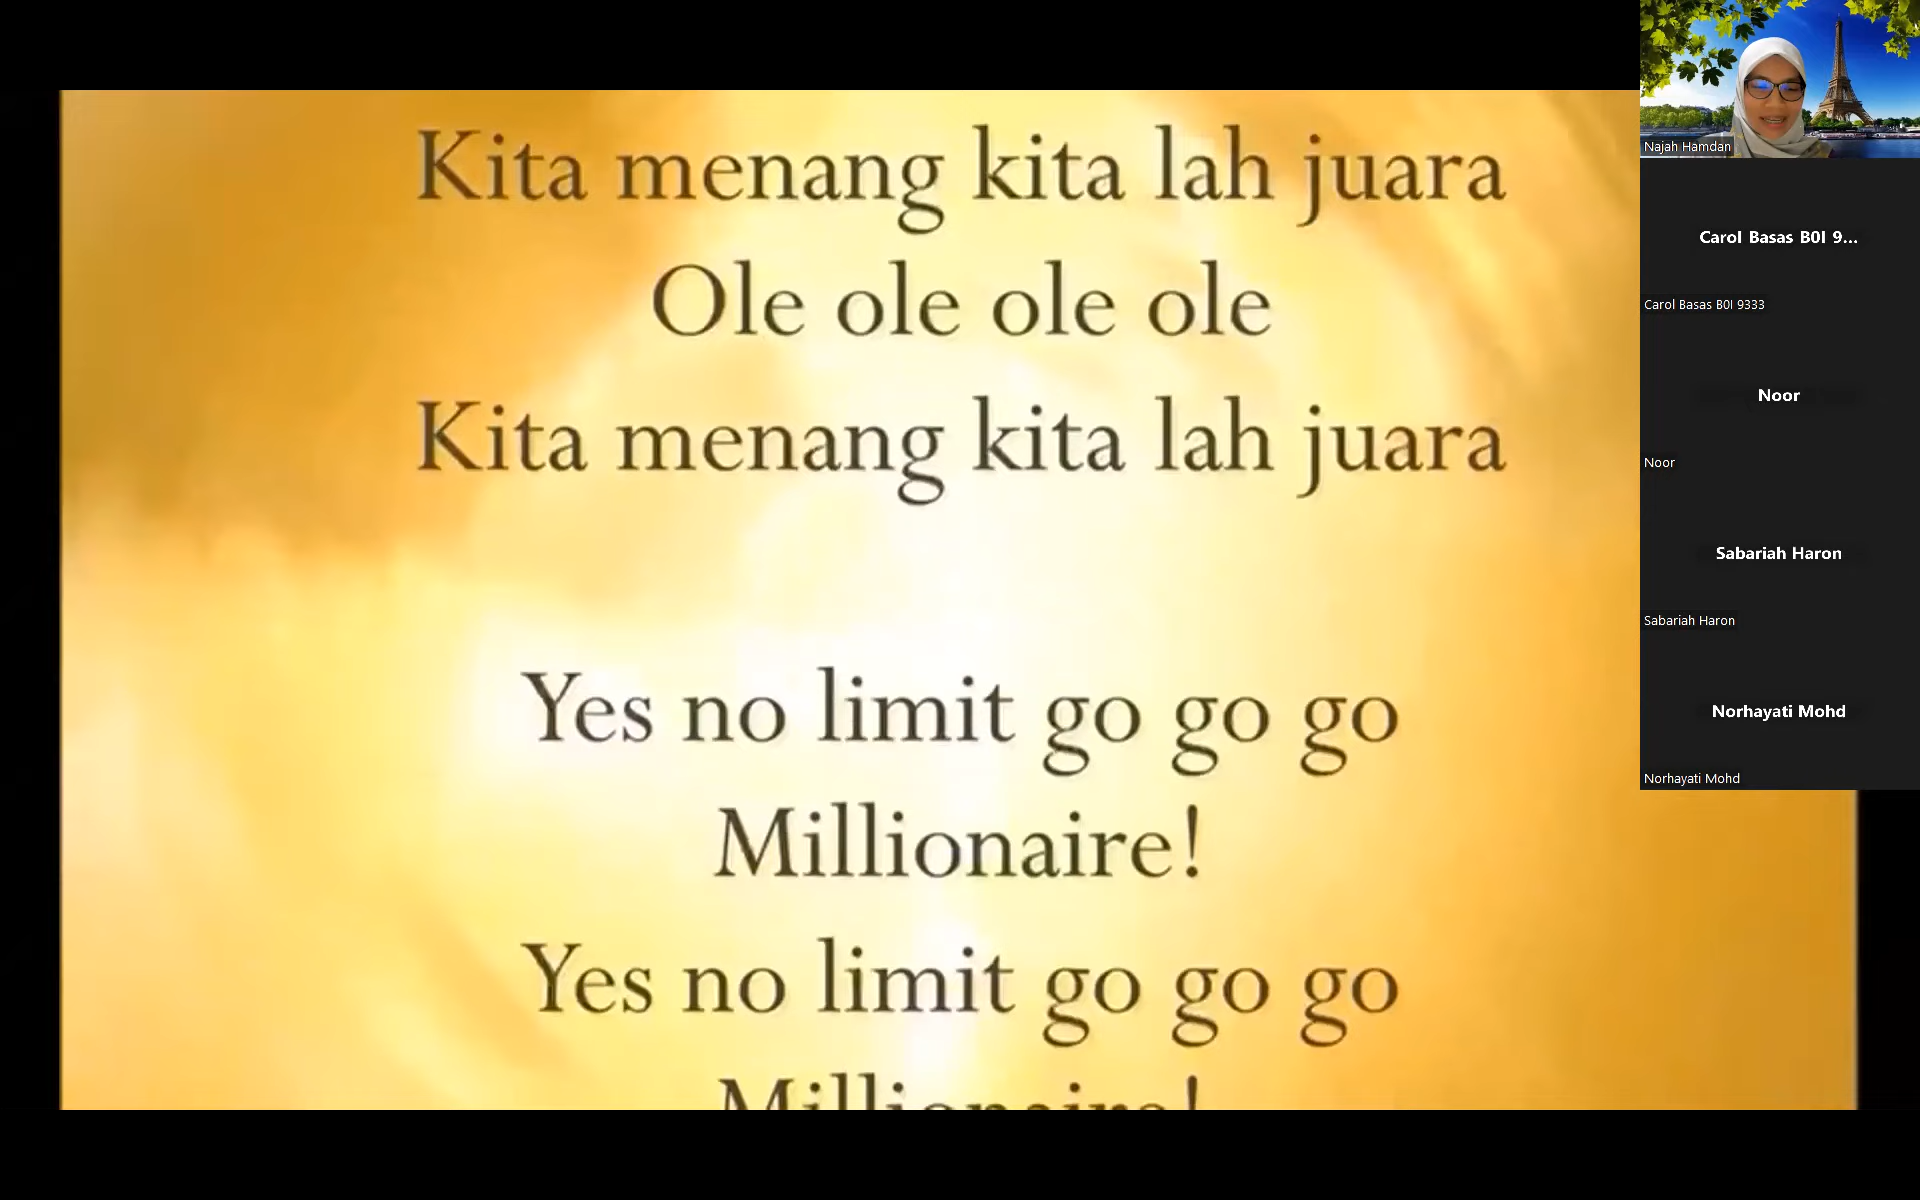 Kita menang kita lah juara
Ole ole ole ole
Kita menang kita lah juara
Yes no limit go go go
Millionaire!
Yes no limit go go go
Millionaire!
Najah Hamdan
Carol Basas B0I 9...
Carol Basas B0I 9333
Noor
Noor
Sabariah Haron
Sabariah Haron
Norhayati Mohd
Norhayati Mohd